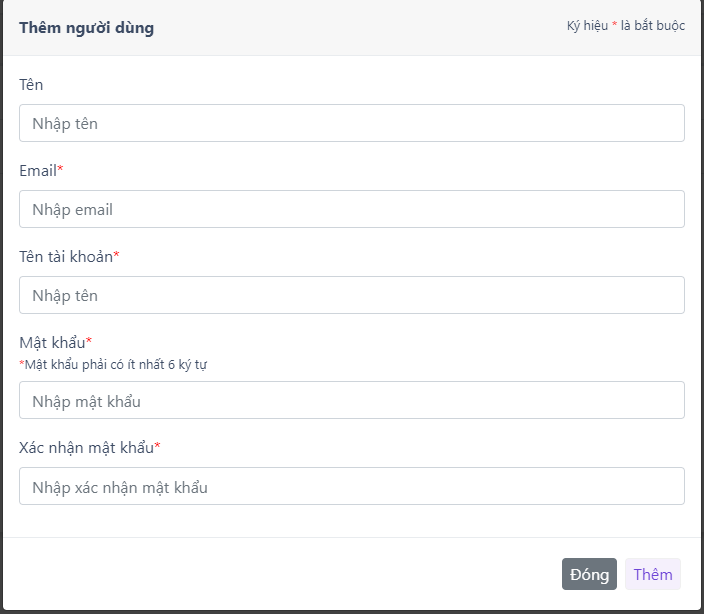 Thêm người dùng
Ký hiệu * là bắt buộc
Tên
Nhập tên
Email*
Nhập email
Tên tài khoản*
Nhập tên
Mật khẩu*
*Mật khẩu phải có ít nhất 6 ký tự
Nhập mật khẩu
Xác nhận mật khẩu*
Nhập xác nhận mật khẩu
Đóng Thêm